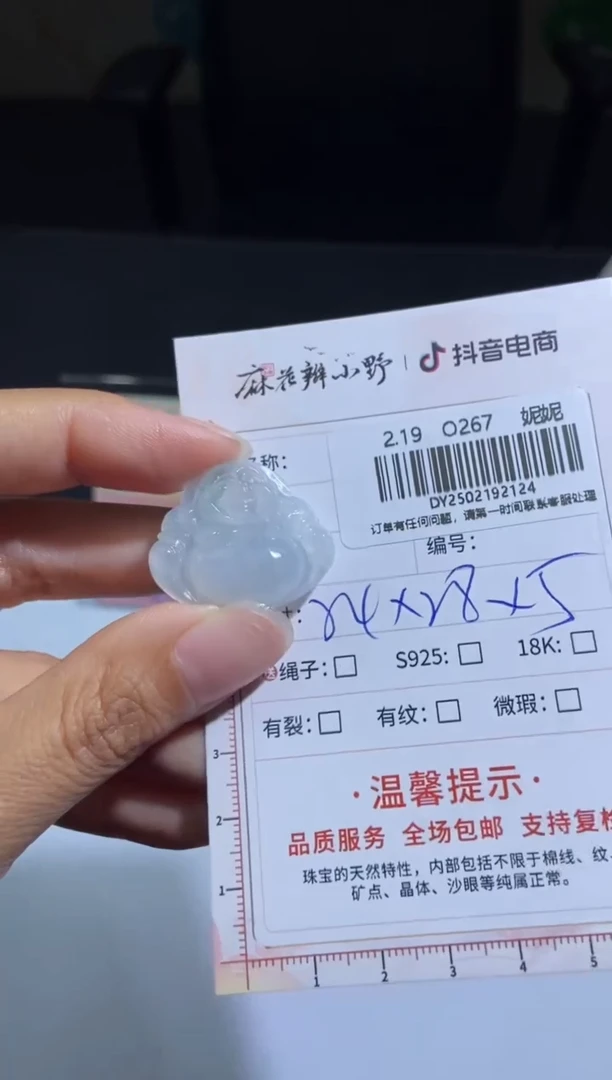 麻花辫小野 | 抖音电商
2.19 O267 妮妮
DY2502192124
订单有任何问题，请第一时间联系客服处理
称：
编号：
24×28×5
送绳子：□ S925：□ 18K：□
有裂：□ 有纹：□ 微瑕：□
·温馨提示·
品质服务 全场包邮 支持复检
珠宝的天然特性，内部包括不限于棉线、纹、
矿点、晶体、沙眼等纯属正常。
3
2
1
1 2 3 4 5